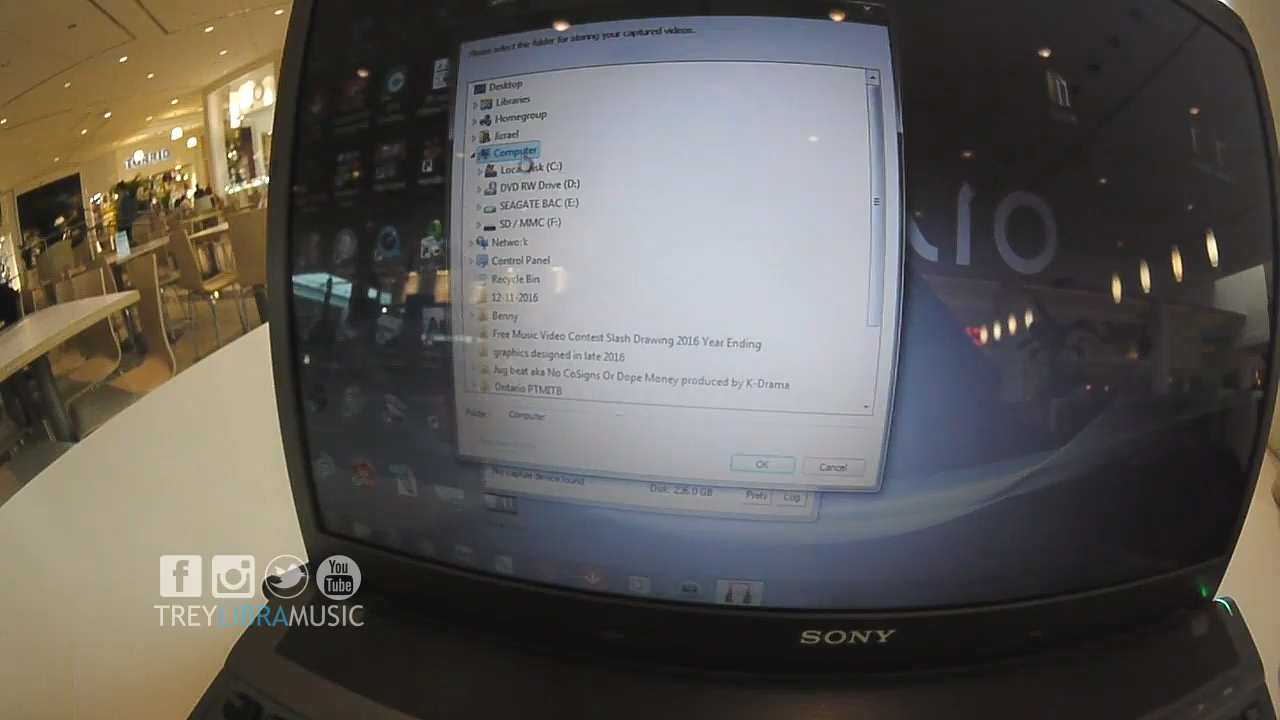 Please select the folder for storing your captured videos.
Desktop
Libraries
Homegroup
Jisrael
Computer
Local Disk (C:)
DVD RW Drive (D:)
SEAGATE BAC (E:)
SD / MMC (F:)
Network
Control Panel
Recycle Bin
12-11-2016
Benny
Free Music Video Contest Slash Drawing 2016 Year Ending
graphics designed in late 2016
Jug beat aka No CoSigns Or Dope Money produced by K-Drama
Ontario PTMITB
Folder: Computer
OK Cancel
No capture device found Disk: 236.0 GB Prefs Log
You Tube
TREYLIBRAMUSIC
SONY